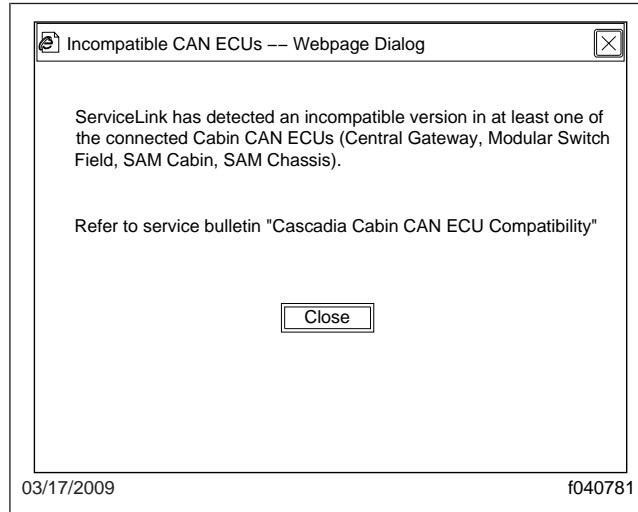 Incompatible CAN ECUs –– Webpage Dialog
ServiceLink has detected an incompatible version in at least one of
the connected Cabin CAN ECUs (Central Gateway, Modular Switch
Field, SAM Cabin, SAM Chassis).
Refer to service bulletin "Cascadia Cabin CAN ECU Compatibility"
Close
03/17/2009
f040781